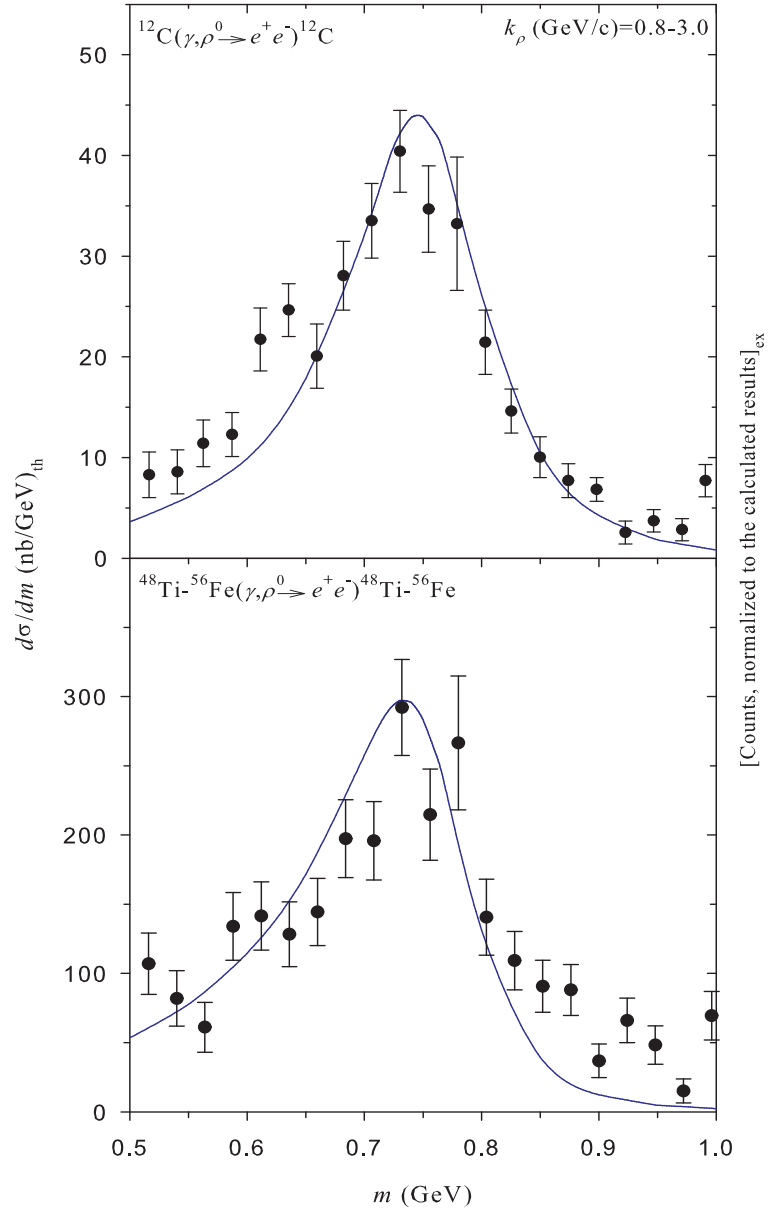 ¹²C(γ,ρ⁰→ e⁺ e⁻)¹²C
k_ρ (GeV/c)=0.8-3.0
50
40
30
20
10
0
⁴⁸Ti-⁵⁶Fe(γ,ρ⁰→ e⁺ e⁻)⁴⁸Ti-⁵⁶Fe
300
200
100
0
0.5 0.6 0.7 0.8 0.9 1.0
m (GeV)
dσ/dm (nb/GeV)_th
[Counts, normalized to the calculated results]_ex